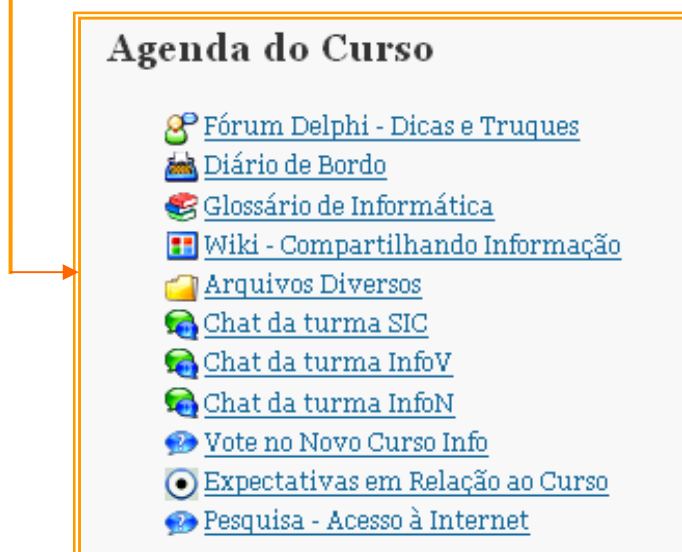 Agenda do Curso
Fórum Delphi - Dicas e Truques
Diário de Bordo
Glossário de Informática
Wiki - Compartilhando Informação
Arquivos Diversos
Chat da turma SIC
Chat da turma InfoV
Chat da turma InfoN
Vote no Novo Curso Info
Expectativas em Relação ao Curso
Pesquisa - Acesso à Internet